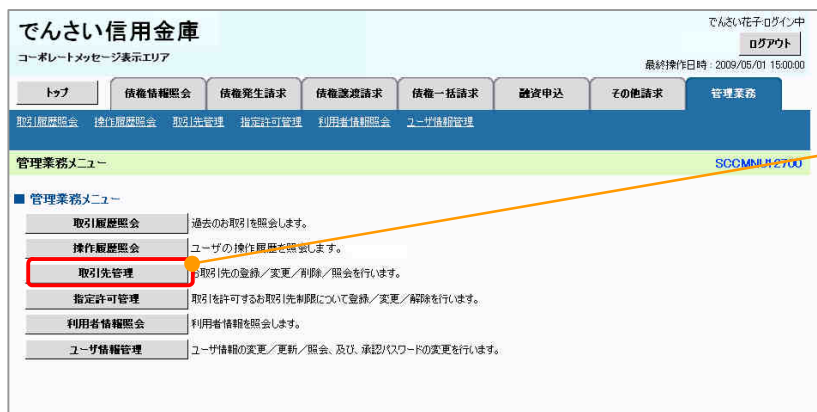 でんさい信用金庫
でんさい花子:ログイン中
ログアウト
コーポレートメッセージ表示エリア
最終操作日時:2009/05/01 15:00:00
トップ 債権情報照会 債権発生請求 債権譲渡請求 債権一括請求 融資申込 その他請求 管理業務
取引履歴照会 操作履歴照会 取引先管理 指定許可管理 利用者情報照会 ユーザ情報管理
管理業務メニュー SCCMNU12700
■ 管理業務メニュー
取引履歴照会 過去のお取引を照会します。
操作履歴照会 ユーザの操作履歴を照会します。
取引先管理 お取引先の登録/変更/削除/照会を行います。
指定許可管理 取引を許可するお取引先制限について登録/変更/解除を行います。
利用者情報照会 利用者情報を照会します。
ユーザ情報管理 ユーザ情報の変更/更新/照会、及び、承認パスワードの変更を行います。